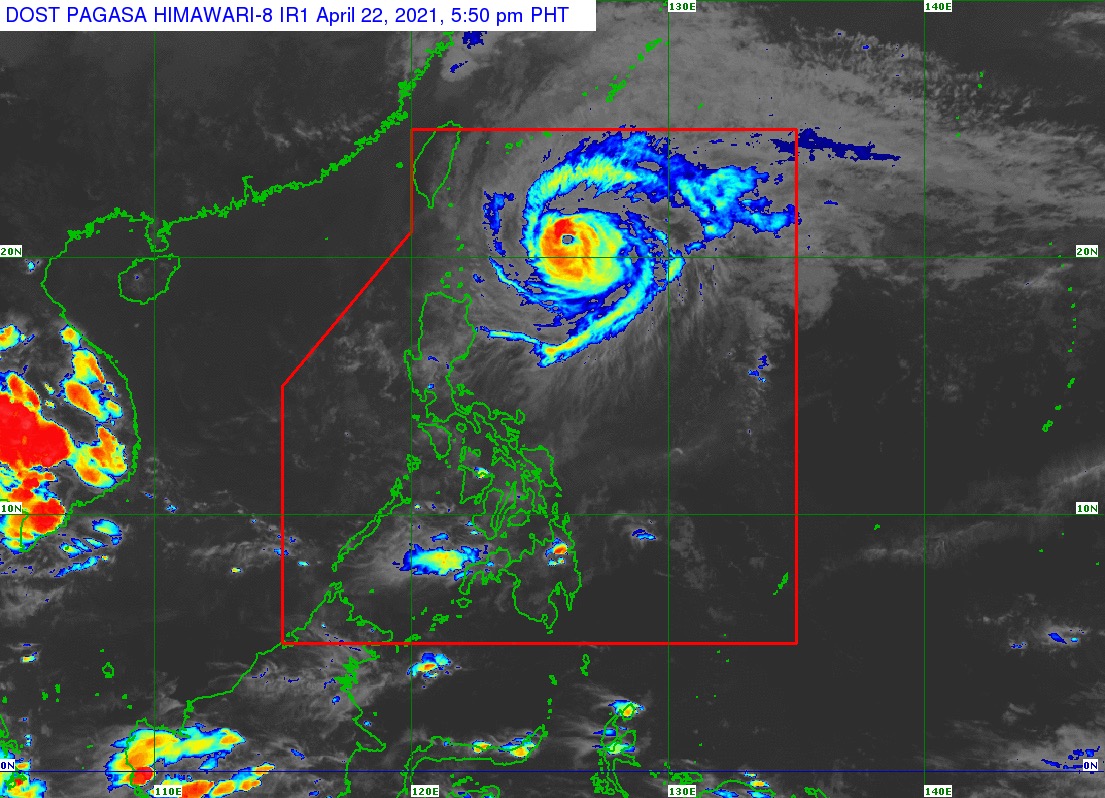 DOST PAGASA HIMAWARI-8 IR1 April 22, 2021, 5:50 pm PHT
130E
140E
20N
20N
10N
10N
0N
0N
110E
120E
130E
140E